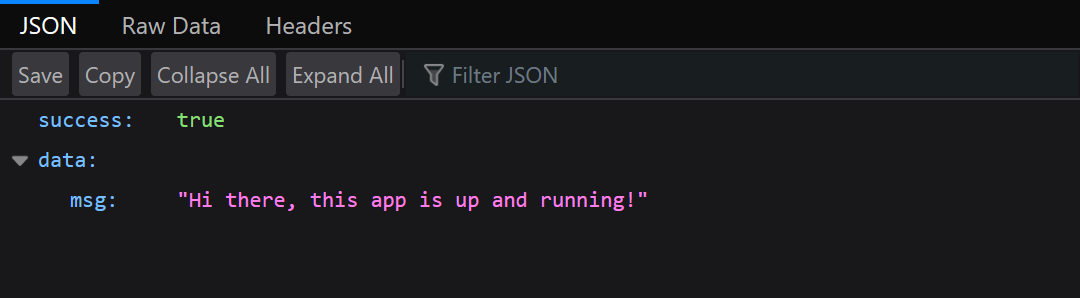 JSON Raw Data Headers
Save Copy Collapse All Expand All Filter JSON
success: true
data:
msg: "Hi there, this app is up and running!"